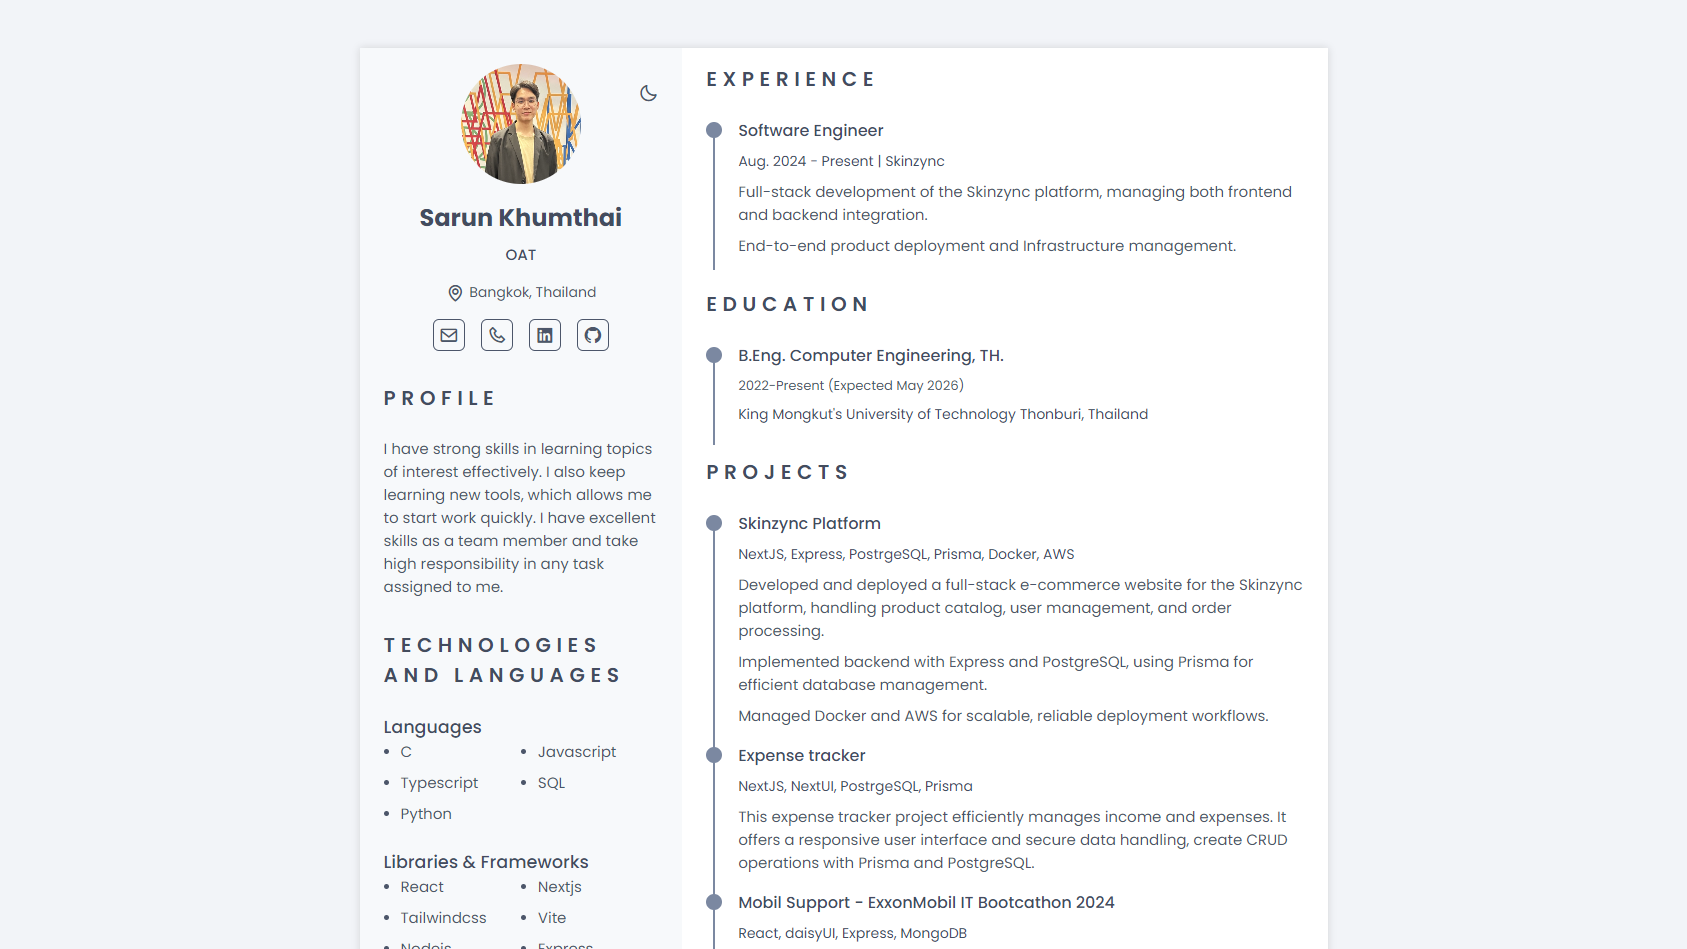 Sarun Khumthai
OAT
Bangkok, Thailand
PROFILE
I have strong skills in learning topics
of interest effectively. I also keep
learning new tools, which allows me
to start work quickly. I have excellent
skills as a team member and take
high responsibility in any task
assigned to me.
TECHNOLOGIES
AND LANGUAGES
Languages
• C
• Javascript
• Typescript
• SQL
• Python
Libraries & Frameworks
• React
• Nextjs
• Tailwindcss
• Vite
• Nodejs
• Express
EXPERIENCE
Software Engineer
Aug. 2024 - Present | Skinzync
Full-stack development of the Skinzync platform, managing both frontend
and backend integration.
End-to-end product deployment and Infrastructure management.
EDUCATION
B.Eng. Computer Engineering, TH.
2022-Present (Expected May 2026)
King Mongkut's University of Technology Thonburi, Thailand
PROJECTS
Skinzync Platform
NextJS, Express, PostrgeSQL, Prisma, Docker, AWS
Developed and deployed a full-stack e-commerce website for the Skinzync
platform, handling product catalog, user management, and order
processing.
Implemented backend with Express and PostgreSQL, using Prisma for
efficient database management.
Managed Docker and AWS for scalable, reliable deployment workflows.
Expense tracker
NextJS, NextUI, PostrgeSQL, Prisma
This expense tracker project efficiently manages income and expenses. It
offers a responsive user interface and secure data handling, create CRUD
operations with Prisma and PostgreSQL.
Mobil Support - ExxonMobil IT Bootcathon 2024
React, daisyUI, Express, MongoDB